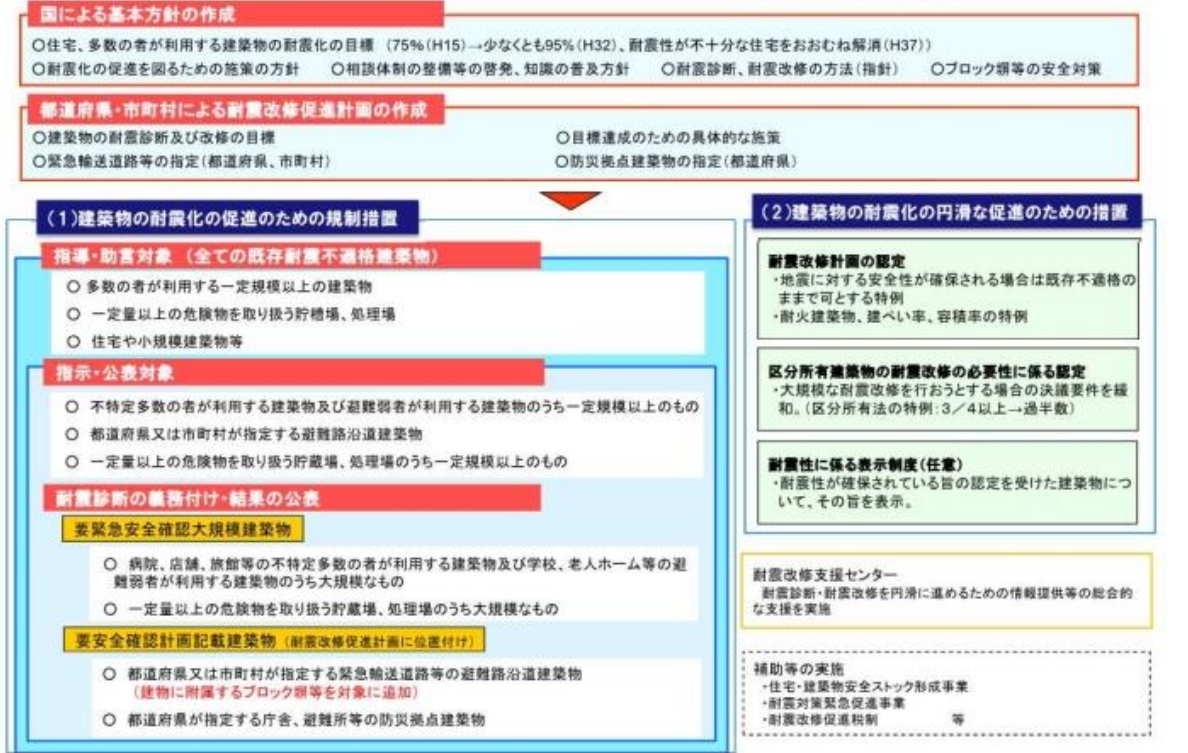 国による基本方針の作成
○住宅、多数の者が利用する建築物の耐震化の目標 (75%(H15)→少なくとも95%(H32)、耐震性が不十分な住宅をおおむね解消(H37))
○耐震化の促進を図るための施策の方針　○相談体制の整備等の啓発、知識の普及方針　○耐震診断、耐震改修の方法(指針)　○ブロック塀等の安全対策
都道府県・市町村による耐震改修促進計画の作成
○建築物の耐震診断及び改修の目標　○目標達成のための具体的な施策
○緊急輸送道路等の指定(都道府県、市町村)　○防災拠点建築物の指定(都道府県)
(1)建築物の耐震化の促進のための規制措置
指導・助言対象 (全ての既存耐震不適格建築物)
○ 多数の者が利用する一定規模以上の建築物
○ 一定量以上の危険物を取り扱う貯槽場、処理場
○ 住宅や小規模建築物等
指示・公表対象
○ 不特定多数の者が利用する建築物及び避難弱者が利用する建築物のうち一定規模以上のもの
○ 都道府県又は市町村が指定する避難路沿道建築物
○ 一定量以上の危険物を取り扱う貯蔵場、処理場のうち一定規模以上のもの
耐震診断の義務付け・結果の公表
要緊急安全確認大規模建築物
○ 病院、店舗、旅館等の不特定多数の者が利用する建築物及び学校、老人ホーム等の避
難弱者が利用する建築物のうち大規模なもの
○ 一定量以上の危険物を取り扱う貯蔵場、処理場のうち大規模なもの
要安全確認計画記載建築物 (耐震改修促進計画に位置付け)
○ 都道府県又は市町村が指定する緊急輸送道路等の避難路沿道建築物
(建物に附属するブロック塀等を対象に追加)
○ 都道府県が指定する庁舎、避難所等の防災拠点建築物
(2)建築物の耐震化の円滑な促進のための措置
耐震改修計画の認定
・地震に対する安全性が確保される場合は既存不適格の
ままで可とする特例
・耐火建築物、建ぺい率、容積率の特例
区分所有建築物の耐震改修の必要性に係る認定
・大規模な耐震改修を行おうとする場合の決議要件を緩
和。(区分所有法の特例:3/4以上→過半数)
耐震性に係る表示制度(任意)
・耐震性が確保されている旨の認定を受けた建築物につ
いて、その旨を表示。
耐震改修支援センター
耐震診断・耐震改修を円滑に進めるための情報提供等の総合的
な支援を実施
補助等の実施
・住宅・建築物安全ストック形成事業
・耐震対策緊急促進事業
・耐震改修促進税制　等